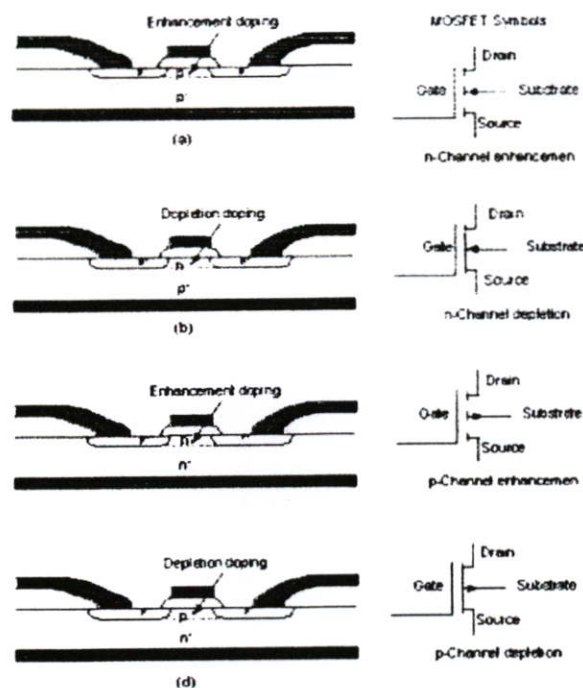 Enhancement doping
MOSFET Symbols
Drain
p
Gate
Substrate
p-
Source
(a)
n-Channel enhancemen
Depletion doping
Drain
n
Gate
Substrate
p-
Source
(b)
n-Channel depletion
Enhancement doping
Drain
n
Gate
Substrate
n-
Source
p-Channel enhancemen
Depletion doping
Drain
p
Gate
Substrate
n-
Source
(d)
p-Channel depletion